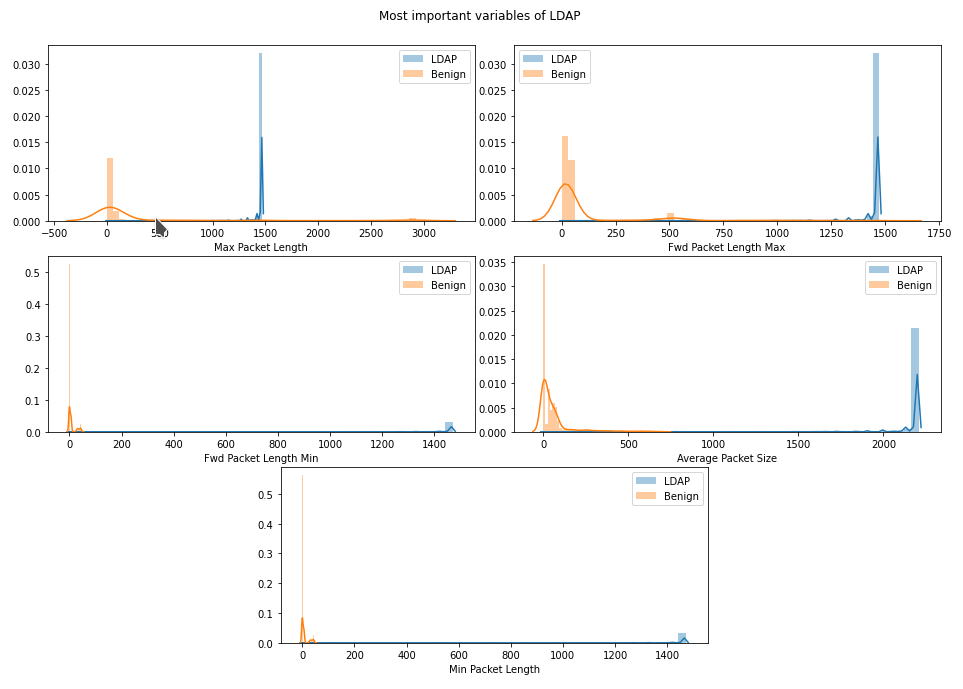 Most important variables of LDAP
LDAP
Benign
0.030
0.025
0.020
0.015
0.010
0.005
0.000
−500 0 1000 1500 2000 2500 3000
Max Packet Length
LDAP
Benign
0.030
0.025
0.020
0.015
0.010
0.005
0.000
0 250 500 750 1000 1250 1500 1750
Fwd Packet Length Max
LDAP
Benign
0.5
0.4
0.3
0.2
0.1
0.0
0 200 400 600 800 1000 1200 1400
Fwd Packet Length Min
LDAP
Benign
0.035
0.030
0.025
0.020
0.015
0.010
0.005
0.000
0 500 1000 1500 2000
Average Packet Size
LDAP
Benign
0.5
0.4
0.3
0.2
0.1
0.0
0 200 400 600 800 1000 1200 1400
Min Packet Length